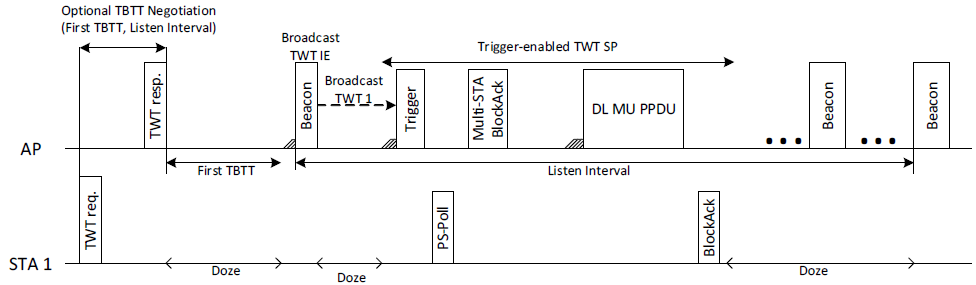 Optional TBTT Negotiation
(First TBTT, Listen Interval)
Broadcast
TWT IE
Trigger-enabled TWT SP
Broadcast
TWT 1
TWT resp.
Beacon
Trigger
Multi-STA
BlockAck
DL MU PPDU
Beacon
Beacon
AP
First TBTT
Listen Interval
TWT req.
PS-Poll
BlockAck
STA 1
Doze
Doze
Doze